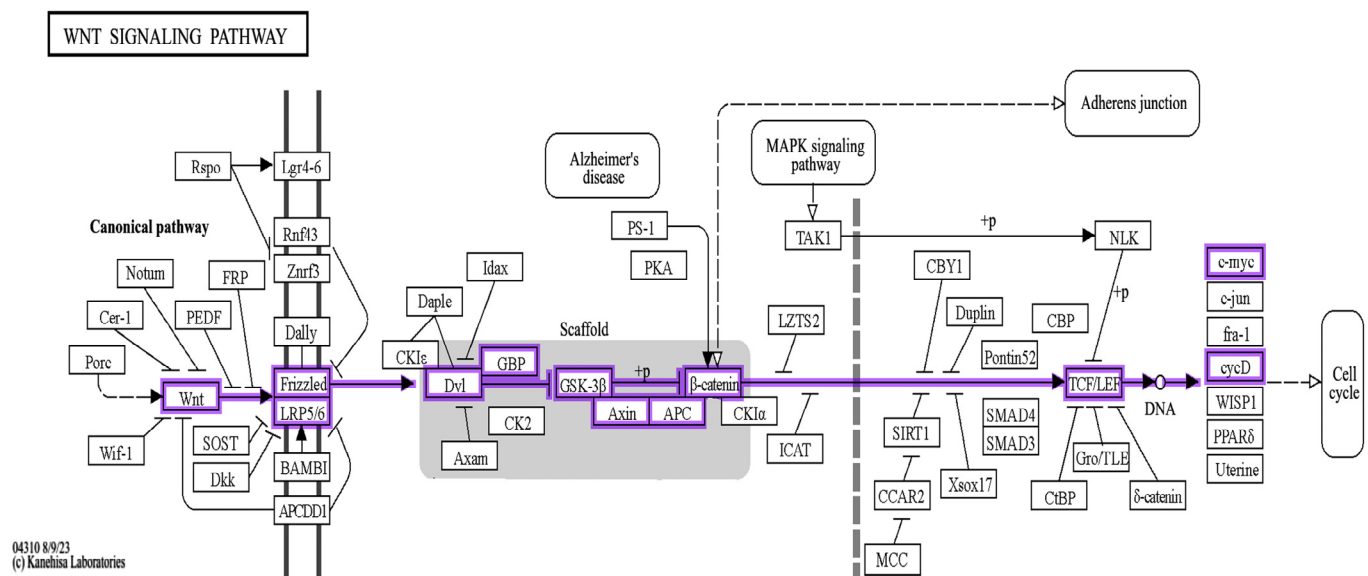 WNT SIGNALING PATHWAY
Adherens junction
MAPK signaling
pathway
Alzheimer's
disease
Rspo
Lgr4-6
Canonical pathway
Rnf43
Znrf3
PS-1
PKA
TAK1
+p
NLK
Notum
FRP
Idax
CBY1
c-myc
Cer-1
PEDF
Daple
Duplin
+p
c-jun
Dally
Scaffold
LZTS2
CBP
fra-1
Porc
CKIε
GBP
Pontin52
Wnt
Frizzled
Dvl
GSK-3β
+p
β-catenin
TCF/LEF
DNA
cycD
Cell
cycle
LRP5/6
Axin
APC
CKIα
WISP1
SOST
CK2
SIRT1
SMAD4
SMAD3
PPARδ
Wif-1
Dkk
BAMBI
Axam
ICAT
Gro/TLE
Uterine
APCDD1
CCAR2
Xsox17
CtBP
δ-catenin
MCC
04310 8/9/23
(c) Kanehisa Laboratories